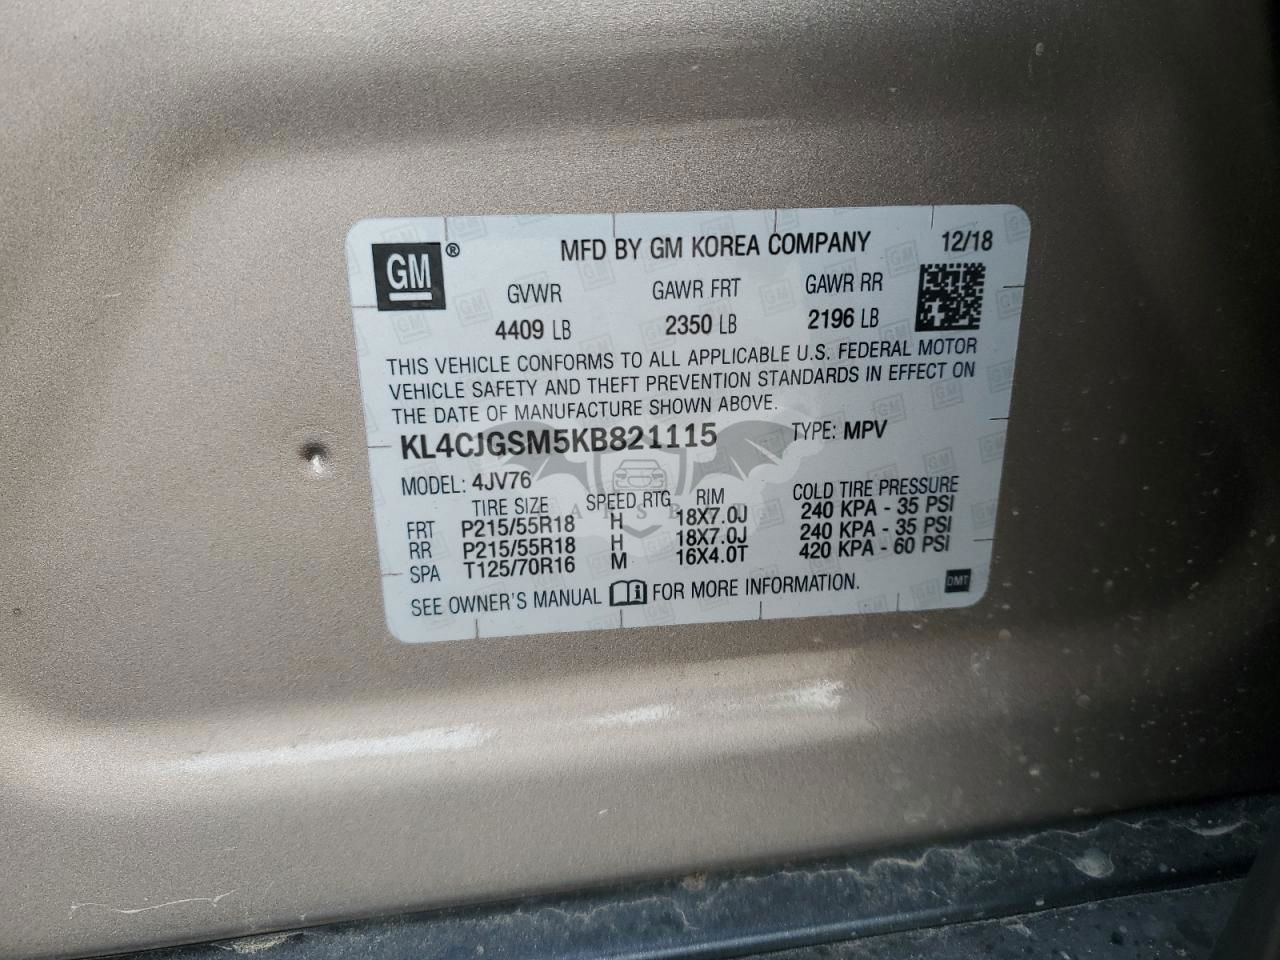 GM ® MFD BY GM KOREA COMPANY 12/18
GVWR GAWR FRT GAWR RR
4409 LB 2350 LB 2196 LB
THIS VEHICLE CONFORMS TO ALL APPLICABLE U.S. FEDERAL MOTOR
VEHICLE SAFETY AND THEFT PREVENTION STANDARDS IN EFFECT ON
THE DATE OF MANUFACTURE SHOWN ABOVE.
KL4CJGSM5KB821115 TYPE: MPV
MODEL: 4JV76
TIRE SIZE SPEED RTG RIM COLD TIRE PRESSURE
FRT P215/55R18 H 18X7.0J 240 KPA - 35 PSI
RR P215/55R18 H 18X7.0J 240 KPA - 35 PSI
SPA T125/70R16 M 16X4.0T 420 KPA - 60 PSI
SEE OWNER'S MANUAL i FOR MORE INFORMATION.
DMT